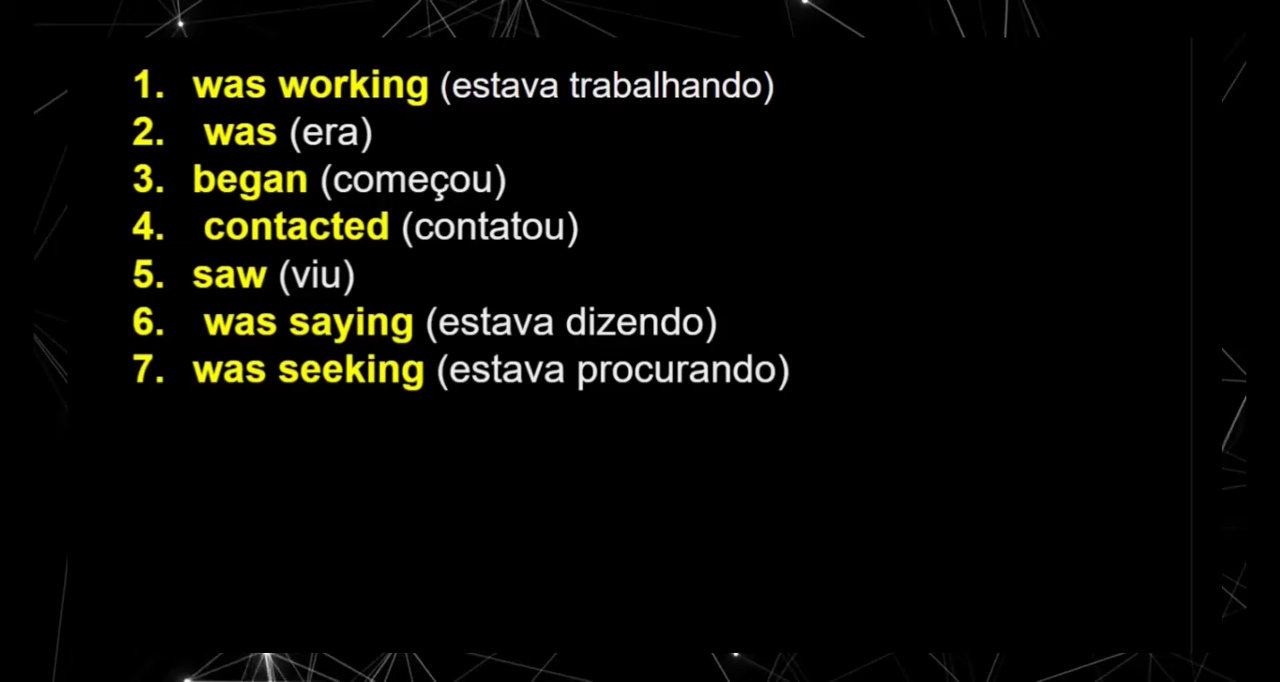 1. was working (estava trabalhando)
2. was (era)
3. began (começou)
4. contacted (contatou)
5. saw (viu)
6. was saying (estava dizendo)
7. was seeking (estava procurando)